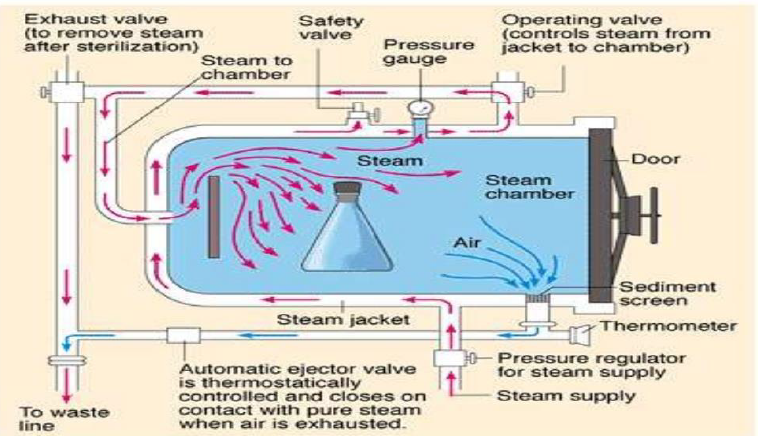 Exhaust valve
(to remove steam
after sterilization)
Steam to
chamber
Safety
valve
Pressure
gauge
Operating valve
(controls steam from
jacket to chamber)
Steam
Steam
chamber
Door
Air
Sediment
screen
Steam jacket
Thermometer
Automatic ejector valve
is thermostatically
controlled and closes on
contact with pure steam
when air is exhausted.
Pressure regulator
for steam supply
Steam supply
To waste
line